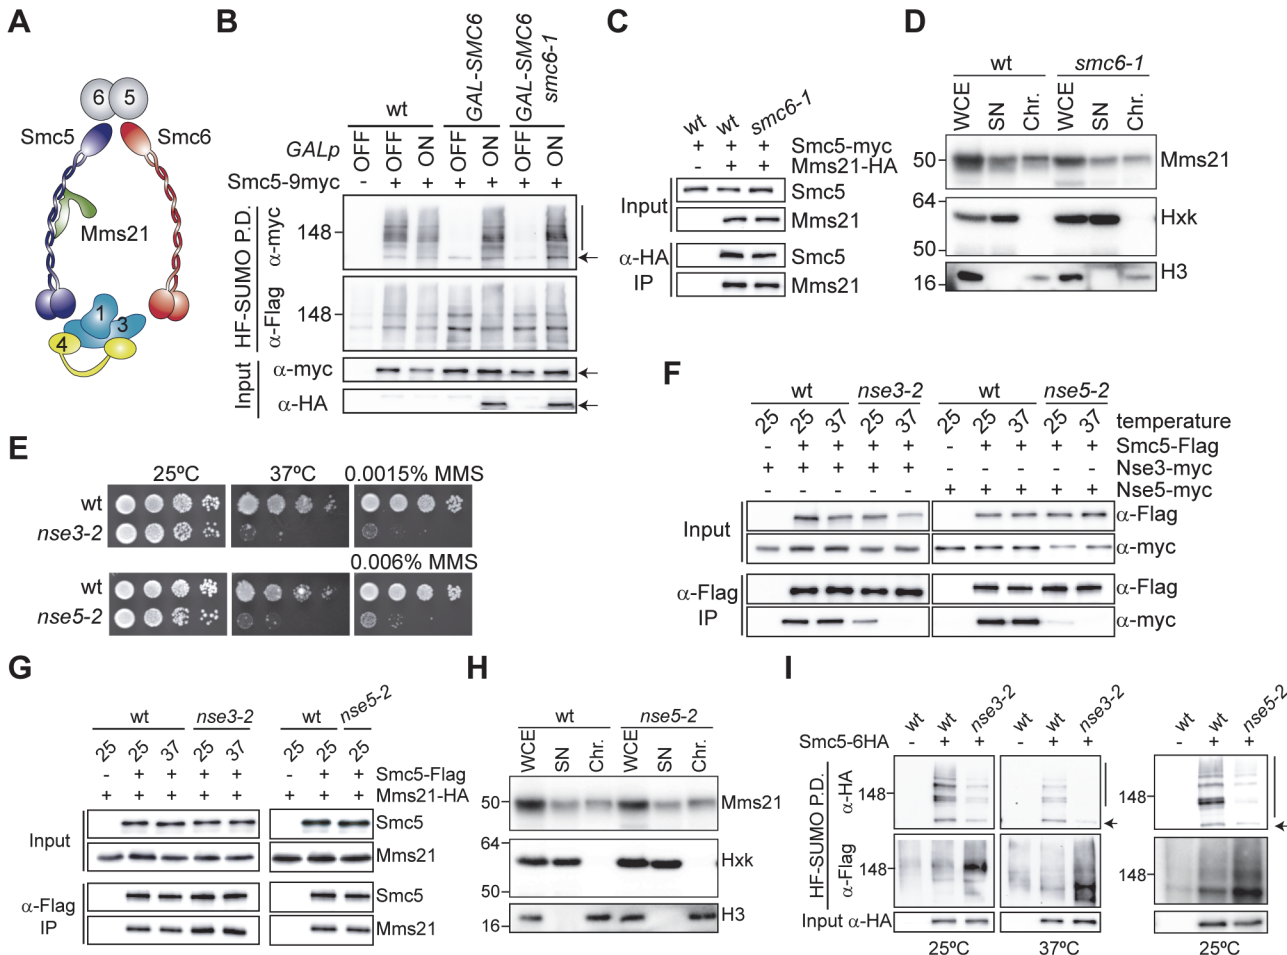 A
6 5
Smc5 Smc6
Mms21
1
3
4
B
wt GAL-SMC6 GAL-SMC6 smc6-1
GALp OFF OFF ON OFF ON OFF ON
Smc5-9myc - + + + + + +
HF-SUMO P.D.
α-myc
148
α-Flag
148
Input
α-myc
α-HA
C
wt wt smc6-1
+ + + Smc5-myc
- + + Mms21-HA
Input
Smc5
Mms21
α-HA IP
Smc5
Mms21
D
wt smc6-1
WCE SN Chr. WCE SN Chr.
50 Mms21
64
Hxk
50
16 H3
E
25ºC 37ºC 0.0015% MMS
wt
nse3-2
0.006% MMS
wt
nse5-2
F
wt nse3-2 wt nse5-2
25 25 37 25 37 25 25 37 25 37 temperature
- + + + + - + + + + Smc5-Flag
+ + + + + - - - - - Nse3-myc
- - - - - + + + + + Nse5-myc
Input
α-Flag
α-myc
α-Flag IP
α-Flag
α-myc
G
wt nse3-2 wt nse5-2
25 25 37 25 37 25 25 25
- + + + + - + + Smc5-Flag
+ + + + + + + + Mms21-HA
Input
Smc5
Mms21
α-Flag IP
Smc5
Mms21
H
wt nse5-2
WCE SN Chr. WCE SN Chr.
50 Mms21
64
Hxk
50
16 H3
I
wt wt nse3-2 wt wt nse3-2 wt wt nse5-2
Smc5-6HA - + + - + + - + +
HF-SUMO P.D.
α-HA
148 148
α-Flag
148 148
Input α-HA
25ºC 37ºC 25ºC